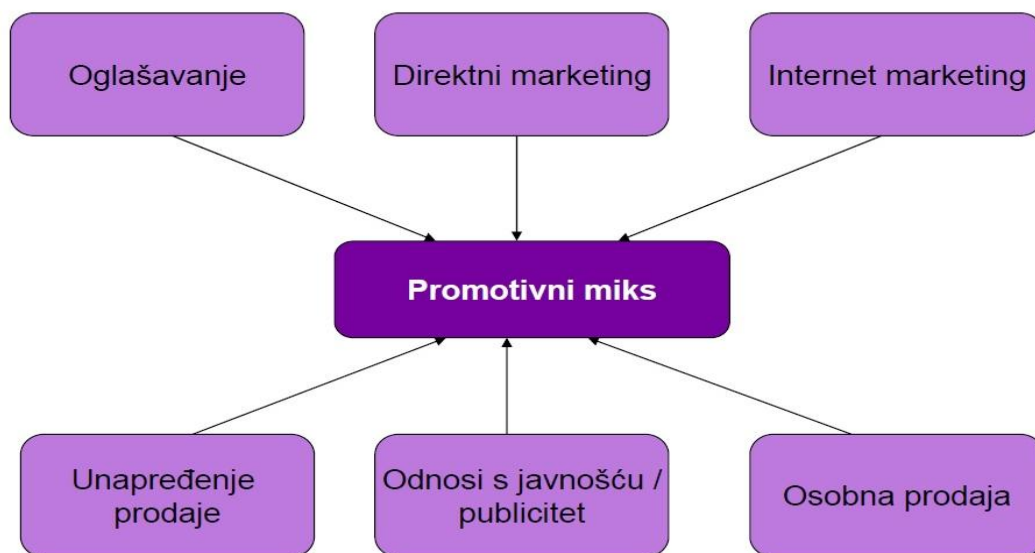 Oglašavanje
Direktni marketing
Internet marketing
Promotivni miks
Unapređenje
prodaje
Odnosi s javnošću /
publicitet
Osobna prodaja